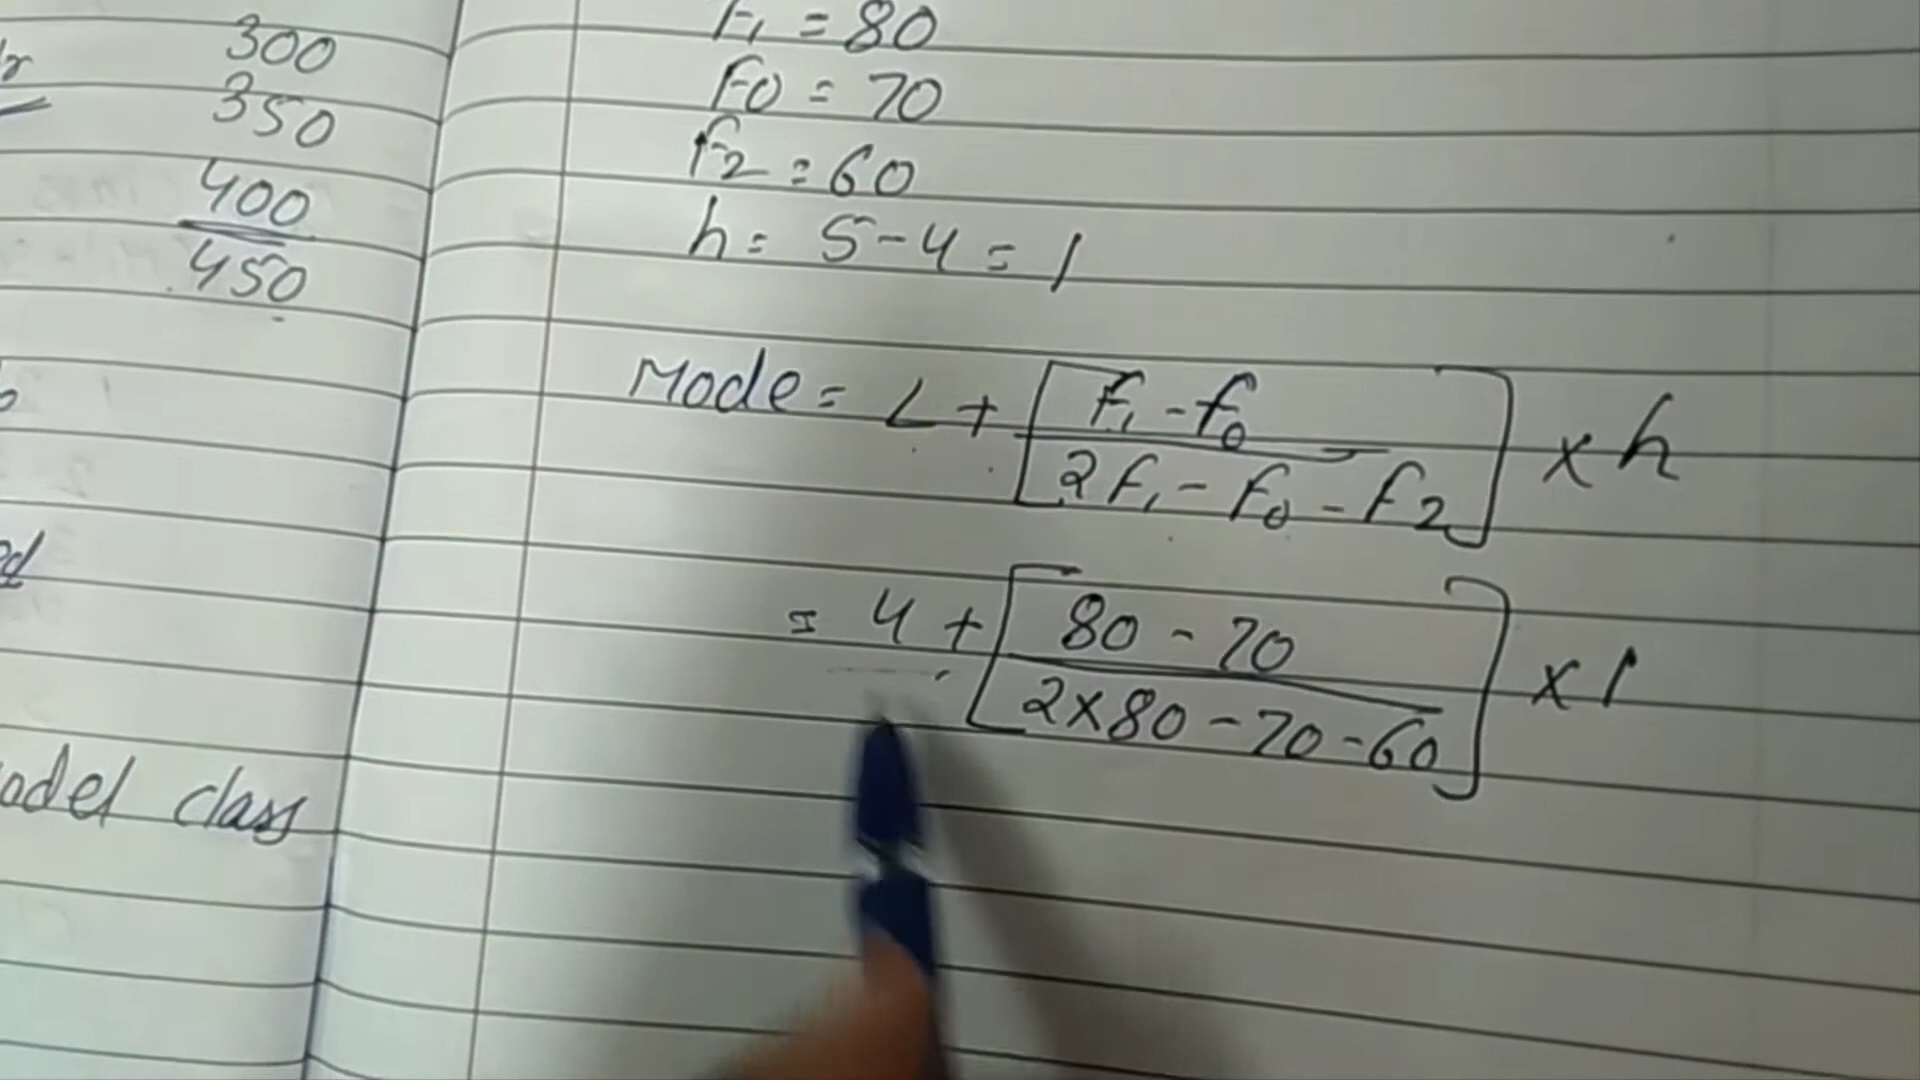 300
350
400
450
class
F₁ = 80
F0 = 70
f2 = 60
h = 5 - 4 = 1
Mode = L + [F₁ - f₀ / 2F₁ - F₀ - F2] x h
= 4 + [80 - 70 / 2x80 - 70 - 60] x 1